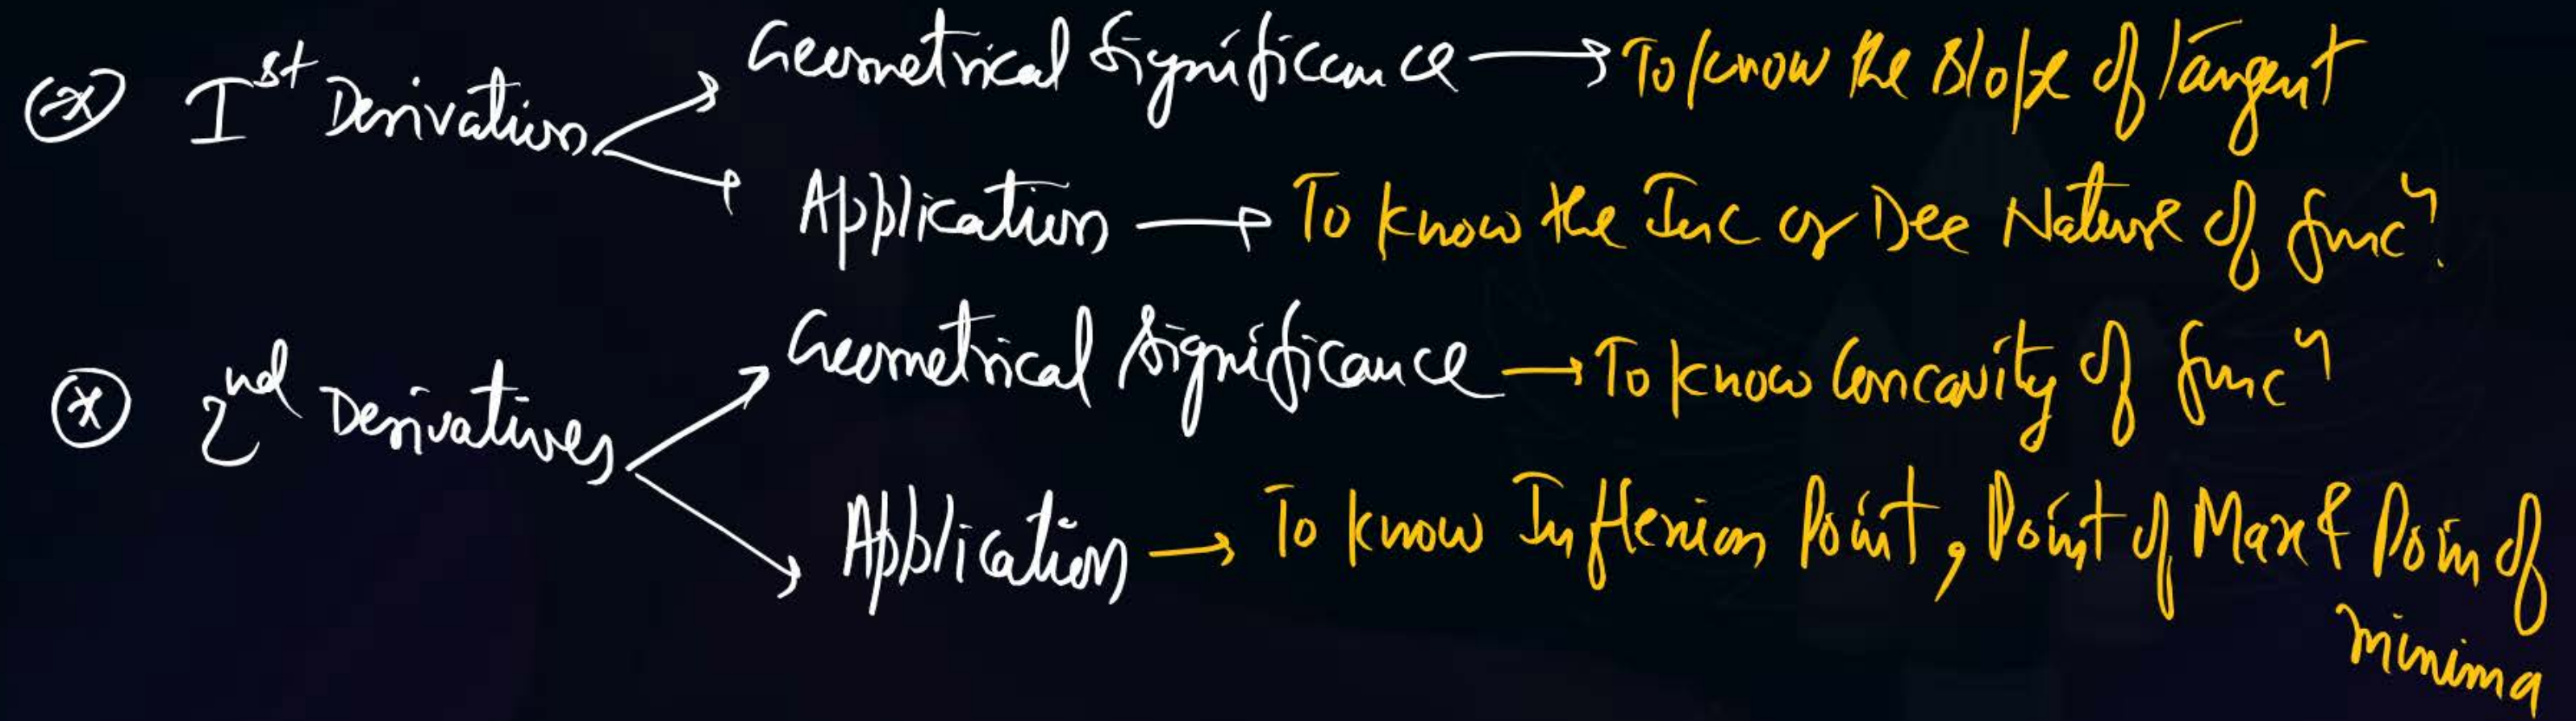 (*) Ist Derivation → Geometrical Significance → To know the Slope of Tangent
→ Application → To know the Inc or Dec Nature of funcⁿ.
(*) 2nd Derivatives → Geometrical Significance → To know Concavity of funcⁿ
→ Application → To know Inflexion Point, Point of Max & Poin of
minima